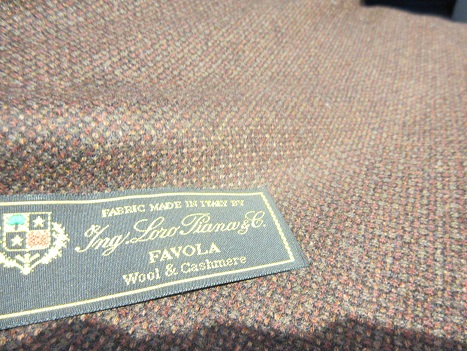 FABRIC MADE IN ITALY BY
Ing. Loro Piana & C.
FAVOLA
Wool & Cashmere